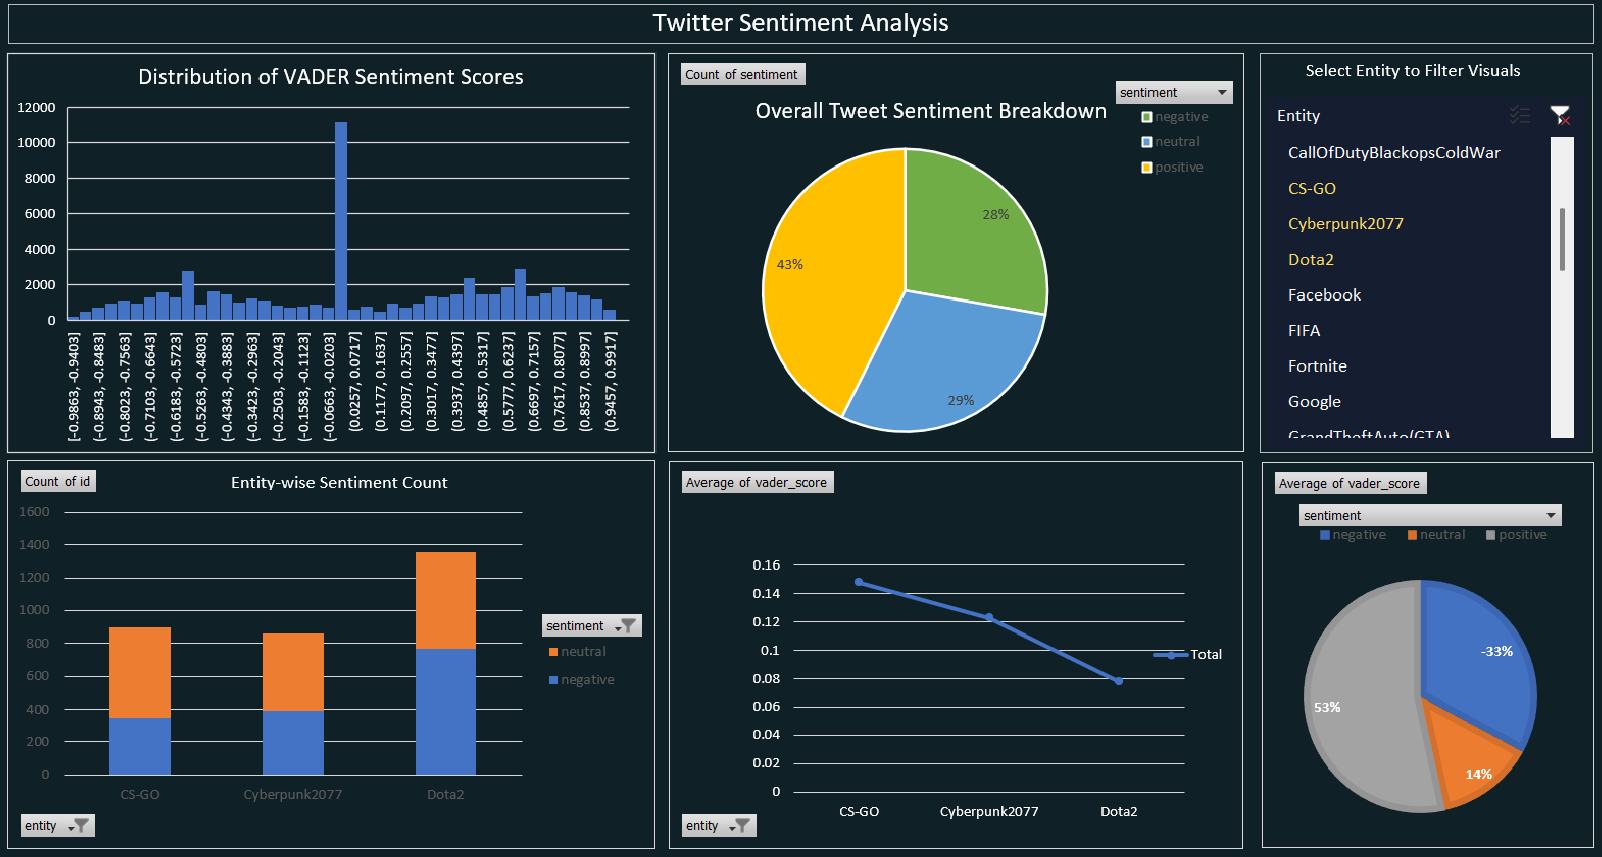 Twitter Sentiment Analysis
Distribution of VADER Sentiment Scores
12000
10000
8000
6000
4000
2000
0
[-0.9863, -0.9403]
(-0.8943, -0.8483]
(-0.8023, -0.7563]
(-0.7103, -0.6643]
(-0.6183, -0.5723]
(-0.5263, -0.4803]
(-0.4343, -0.3883]
(-0.3423, -0.2963]
(-0.2503, -0.2043]
(-0.1583, -0.1123]
(-0.0663, -0.0203]
(0.0257, 0.0717]
(0.1177, 0.1637]
(0.2097, 0.2557]
(0.3017, 0.3477]
(0.3937, 0.4397]
(0.4857, 0.5317]
(0.5777, 0.6237]
(0.6697, 0.7157]
(0.7617, 0.8077]
(0.8537, 0.8997]
(0.9457, 0.9917]
Count of sentiment
sentiment
Overall Tweet Sentiment Breakdown
negative
neutral
positive
28%
43%
29%
Select Entity to Filter Visuals
Entity
CallOfDutyBlackopsColdWar
CS-GO
Cyberpunk2077
Dota2
Facebook
FIFA
Fortnite
Google
GrandTheftAuto(GTA)
Count of id
Entity-wise Sentiment Count
1600
1400
1200
1000
800
600
400
200
0
CS-GO
Cyberpunk2077
Dota2
sentiment
neutral
negative
entity
Average of vader_score
0.16
0.14
0.12
0.1
0.08
0.06
0.04
0.02
0
CS-GO
Cyberpunk2077
Dota2
Total
entity
Average of vader_score
sentiment
negative
neutral
positive
-33%
53%
14%